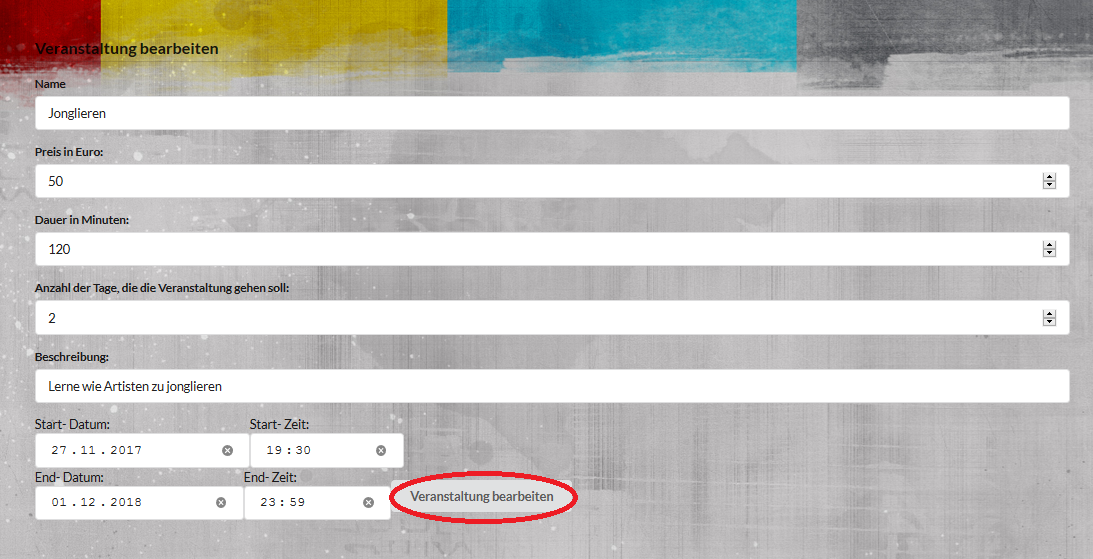 Veranstaltung bearbeiten
Name
Jonglieren
Preis in Euro:
50
Dauer in Minuten:
120
Anzahl der Tage, die die Veranstaltung gehen soll:
2
Beschreibung:
Lerne wie Artisten zu jonglieren
Start- Datum: Start- Zeit:
27.11.2017 19:30
End- Datum: End- Zeit:
01.12.2018 23:59 Veranstaltung bearbeiten